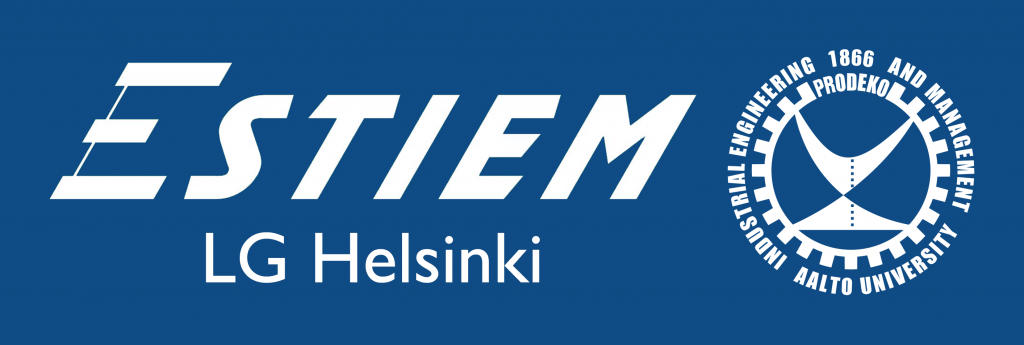 ESTIEM
LG Helsinki
INDUSTRIAL ENGINEERING 1866 AND MANAGEMENT
PRODEKO
AALTO UNIVERSITY